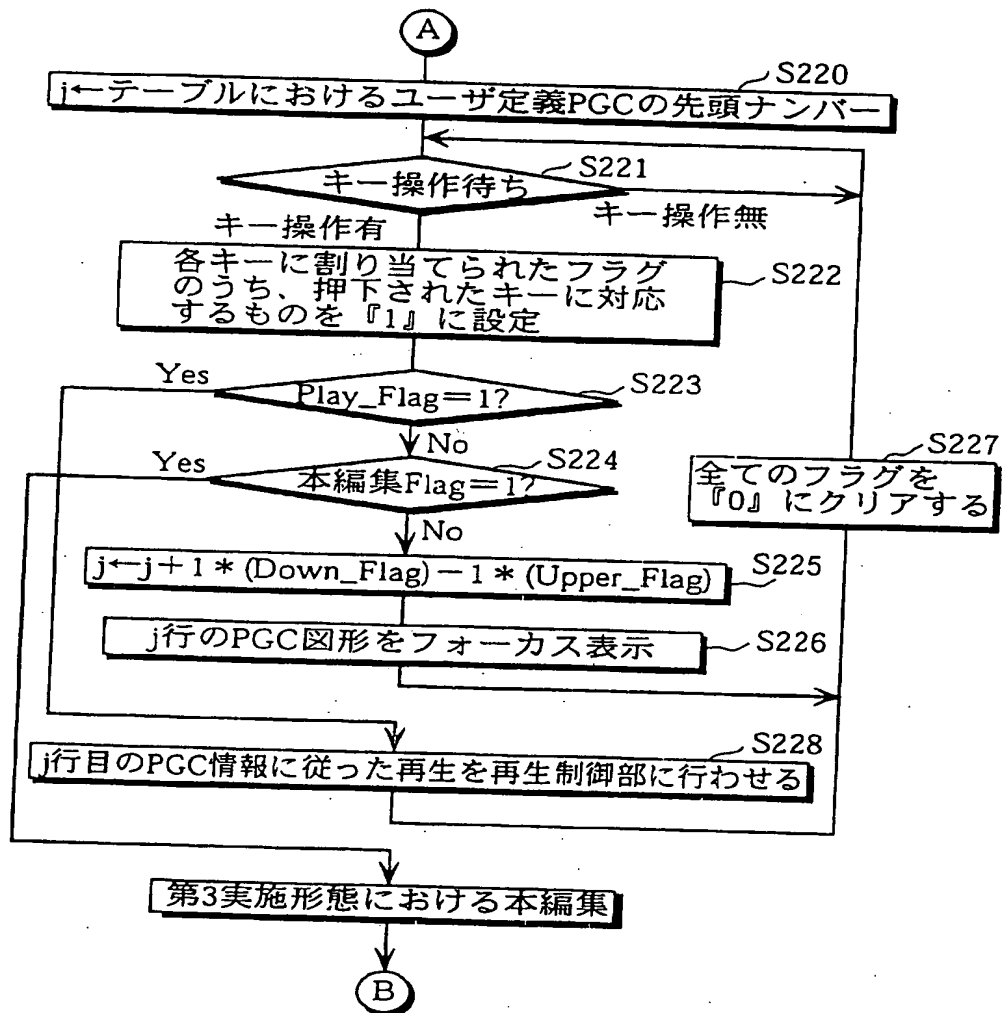 A
S220
j←テーブルにおけるユーザ定義PGCの先頭ナンバー
S221
キー操作待ち
キー操作無
キー操作有
各キーに割り当てられたフラグ
のうち、押下されたキーに対応
するものを『1』に設定
S222
Yes
Play_Flag=1?
S223
No
Yes
本編集Flag=1?
S224
No
S227
全てのフラグを
『0』にクリアする
j←j+1*(Down_Flag)-1*(Upper_Flag)
S225
j行のPGC図形をフォーカス表示
S226
S228
j行目のPGC情報に従った再生を再生制御部に行わせる
第3実施形態における本編集
B